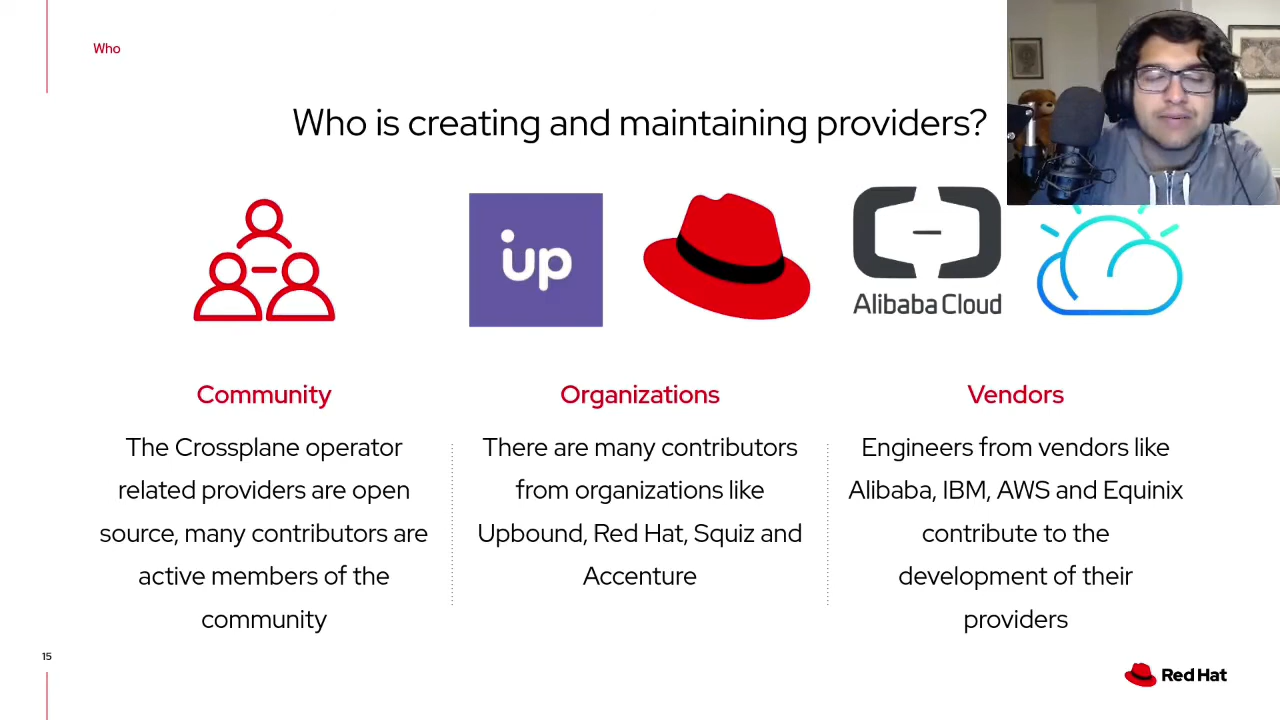 Who
Who is creating and maintaining providers?
up
Alibaba Cloud
Community
The Crossplane operator
related providers are open
source, many contributors are
active members of the
community
Organizations
There are many contributors
from organizations like
Upbound, Red Hat, Squiz and
Accenture
Vendors
Engineers from vendors like
Alibaba, IBM, AWS and Equinix
contribute to the
development of their
providers
15
Red Hat